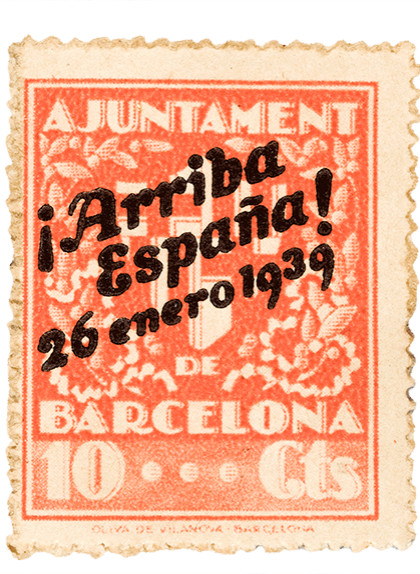 AJUNTAMENT
¡Arriba
España!
26 enero 1939
DE
BARCELONA
10 ... Cts
OLIVA DE VILANOVA - BARCELONA